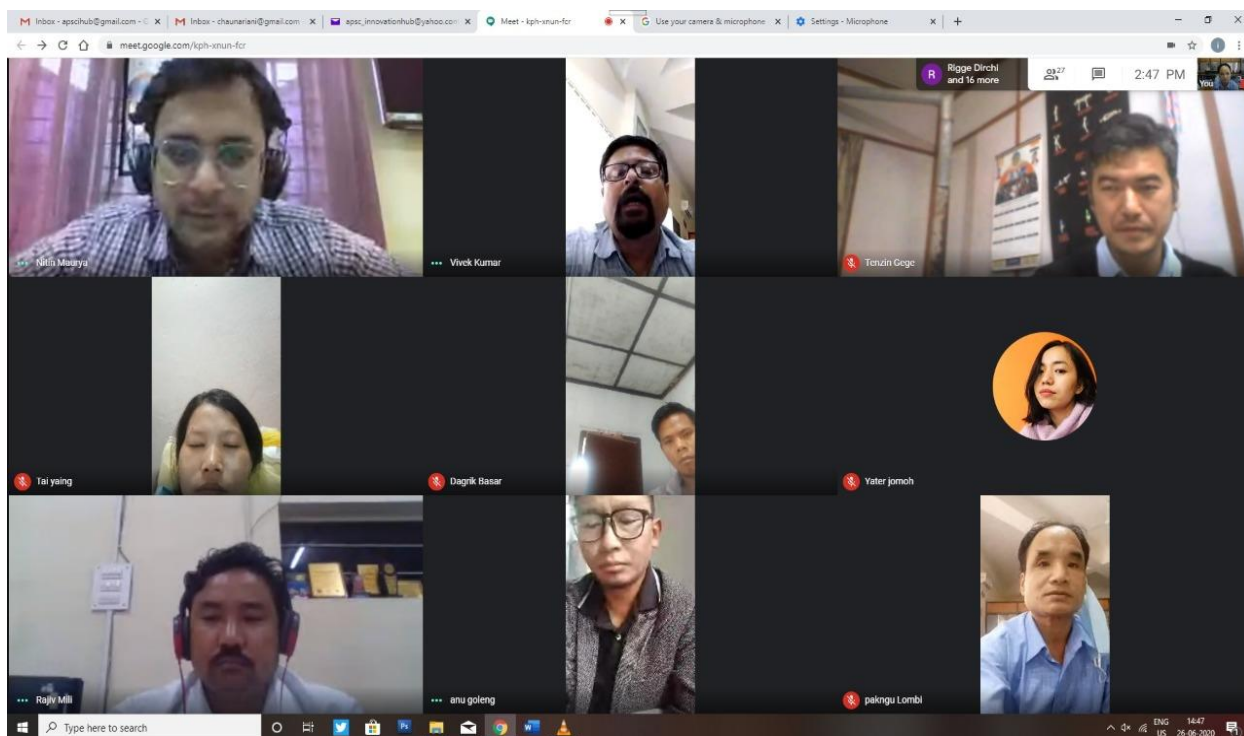 Inbox - apscihub@gmail.com - G
Inbox - chaunariani@gmail.com
apsc_innovationhub@yahoo.com
Meet - kph-xnun-fcr
Use your camera & microphone
Settings - Microphone
meet.google.com/kph-xnun-fcr
R
Rigge Dirchi
and 16 more
27
2:47 PM
You
Nitin Maurya
Vivek Kumar
Tenzin Gege
Tai yaing
Dagrik Basar
Yater jomoh
Rajiv Mili
anu goleng
pakngu Lombi
Type here to search
Ps
ENG
US
14:47
26-06-2020